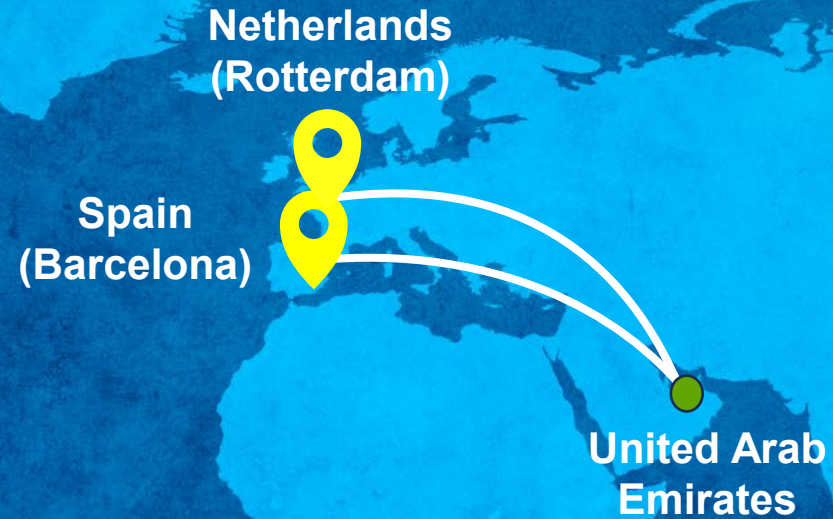 Netherlands
(Rotterdam)
Spain
(Barcelona)
United Arab
Emirates